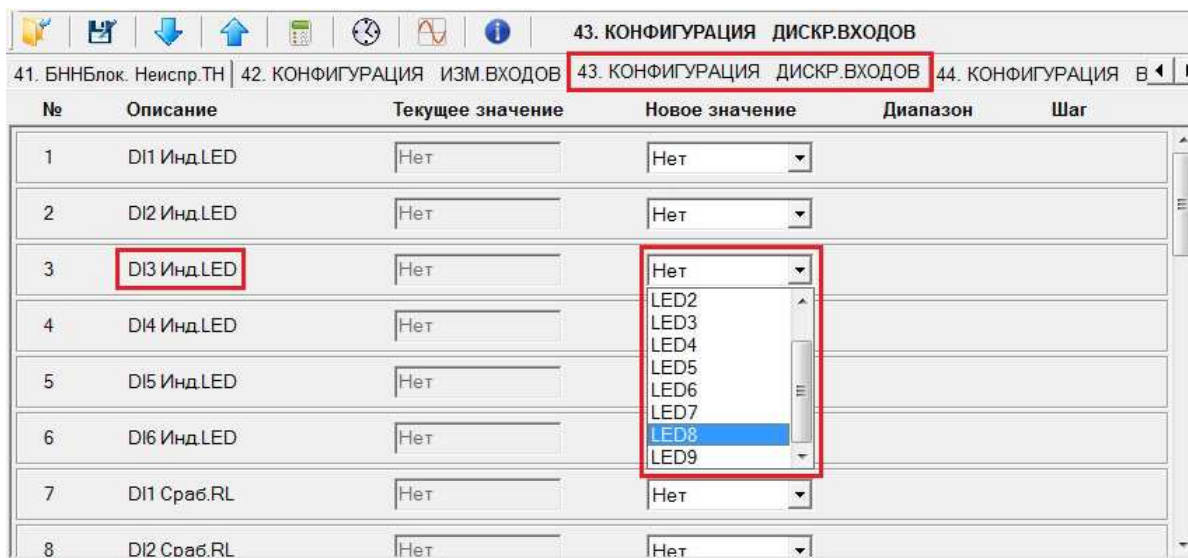 43. КОНФИГУРАЦИЯ ДИСКР.ВХОДОВ
41. БННБлок. Неиспр.ТН 42. КОНФИГУРАЦИЯ ИЗМ.ВХОДОВ 43. КОНФИГУРАЦИЯ ДИСКР.ВХОДОВ 44. КОНФИГУРАЦИЯ В
№ Описание Текущее значение Новое значение Диапазон Шаг
1 DI1 Инд.LED Нет Нет
2 DI2 Инд.LED Нет Нет
3 DI3 Инд.LED Нет Нет
LED2
LED3
4 DI4 Инд.LED Нет LED4
LED5
5 DI5 Инд.LED Нет LED6
LED7
6 DI6 Инд.LED Нет LED8
LED9
7 DI1 Сраб.RL Нет Нет
8 DI2 Сраб.RL Нет Нет